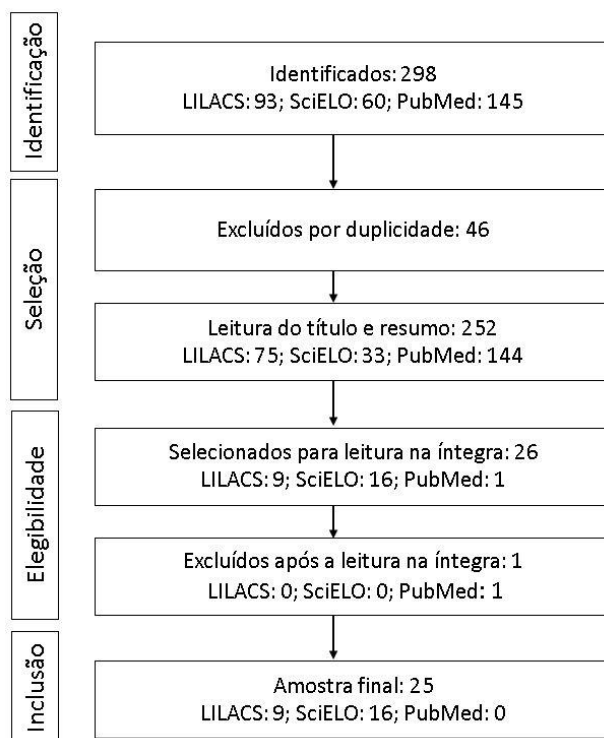 Identificação
Identificados: 298
LILACS: 93; SciELO: 60; PubMed: 145
Seleção
Excluídos por duplicidade: 46
Leitura do título e resumo: 252
LILACS: 75; SciELO: 33; PubMed: 144
Elegibilidade
Selecionados para leitura na íntegra: 26
LILACS: 9; SciELO: 16; PubMed: 1
Excluídos após a leitura na íntegra: 1
LILACS: 0; SciELO: 0; PubMed: 1
Inclusão
Amostra final: 25
LILACS: 9; SciELO: 16; PubMed: 0